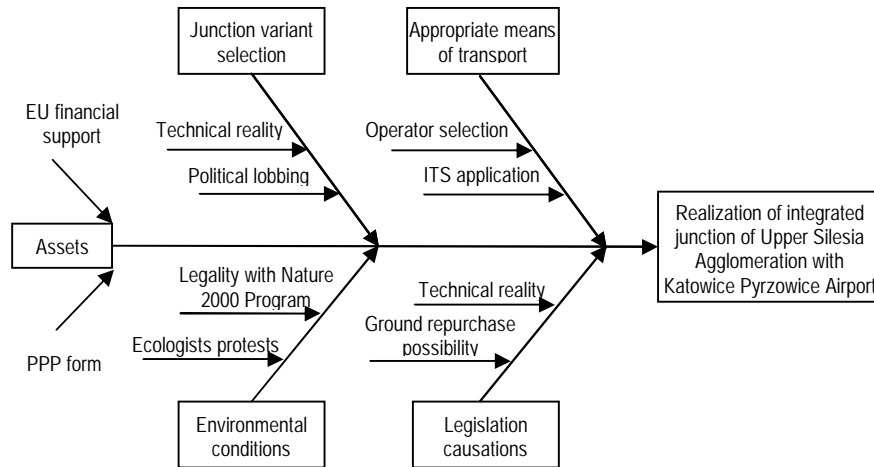 Junction variant
selection
Appropriate means
of transport
EU financial
support
Technical reality
Political lobbing
Operator selection
ITS application
Assets
Realization of integrated
junction of Upper Silesia
Agglomeration with
Katowice Pyrzowice Airport
Legality with Nature
2000 Program
Ecologists protests
Technical reality
Ground repurchase
possibility
PPP form
Environmental
conditions
Legislation
causations